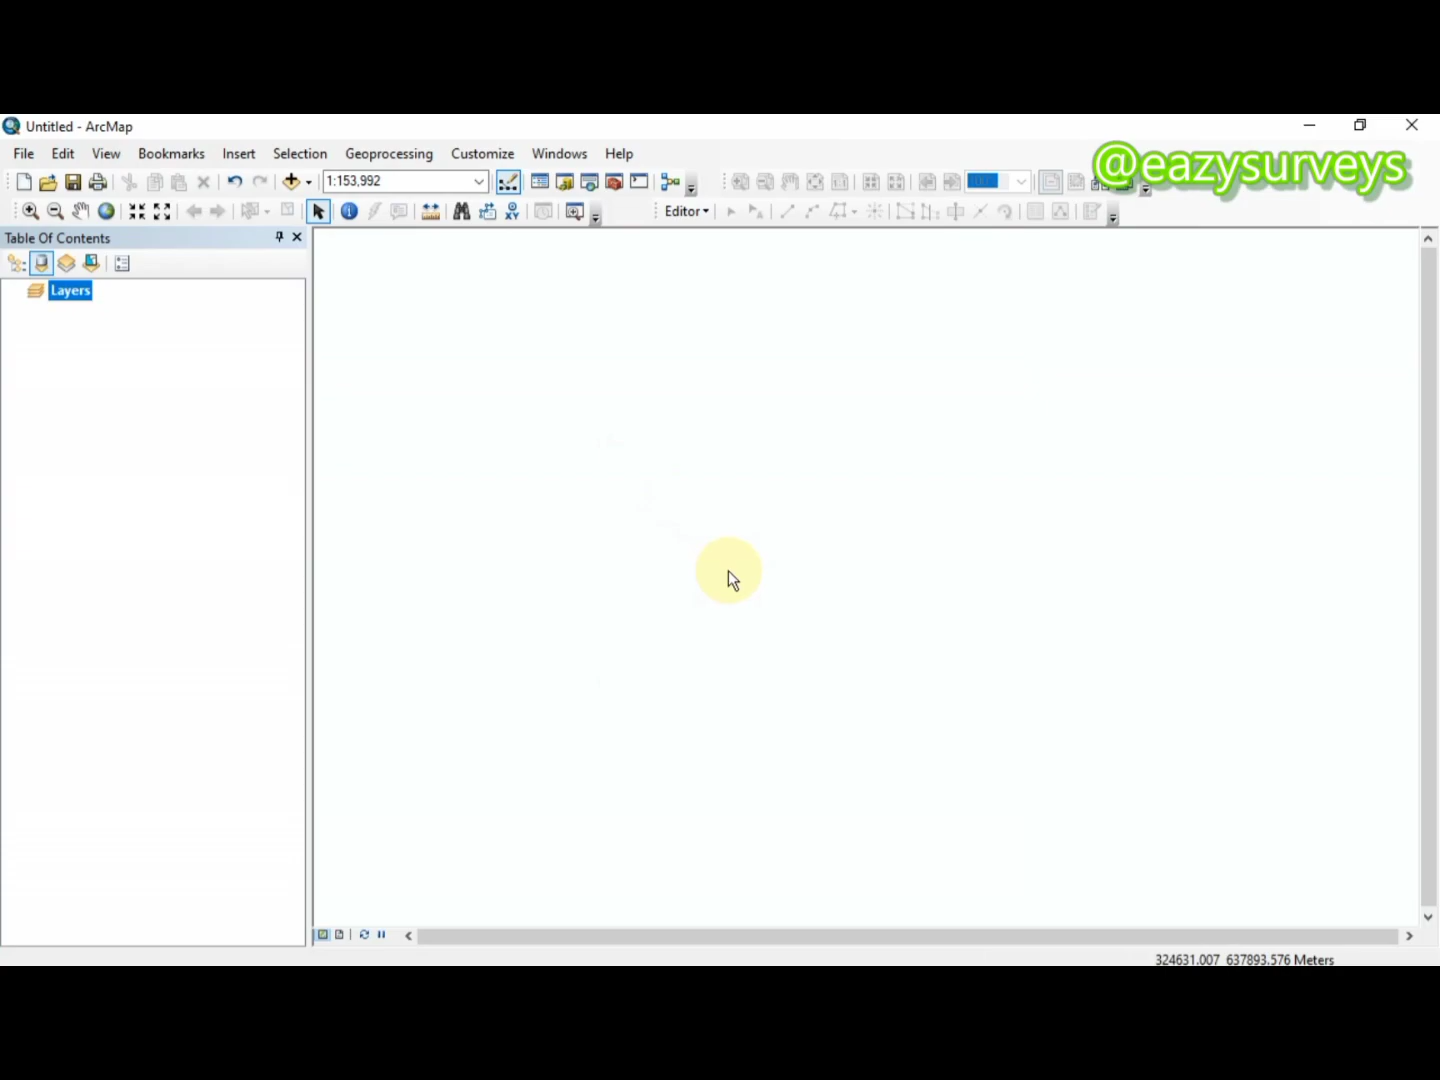 Untitled - ArcMap
File Edit View Bookmarks Insert Selection Geoprocessing Customize Windows Help
@eazysurveys
1:153,992
Editor
Table Of Contents
Layers
324631.007 637893.576 Meters